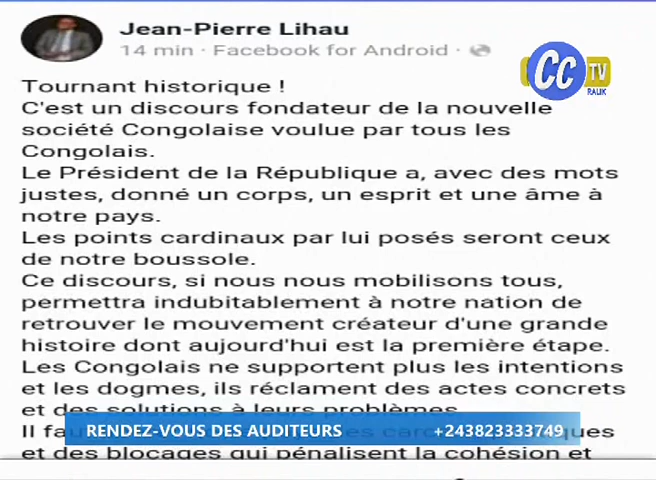 Jean-Pierre Lihau
14 min · Facebook for Android ·
CC TV
RALIK
Tournant historique !
C'est un discours fondateur de la nouvelle
société Congolaise voulue par tous les
Congolais.
Le Président de la République a, avec des mots
justes, donné un corps, un esprit et une âme à
notre pays.
Les points cardinaux par lui posés seront ceux
de notre boussole.
Ce discours, si nous nous mobilisons tous,
permettra indubitablement à notre nation de
retrouver le mouvement créateur d'une grande
histoire dont aujourd'hui est la première étape.
Les Congolais ne supportent plus les intentions
et les dogmes, ils réclament des actes concrets
et des solutions à leurs problèmes.
RENDEZ-VOUS DES AUDITEURS +243823333749
Il
et des blocages qui pénalisent la cohésion et